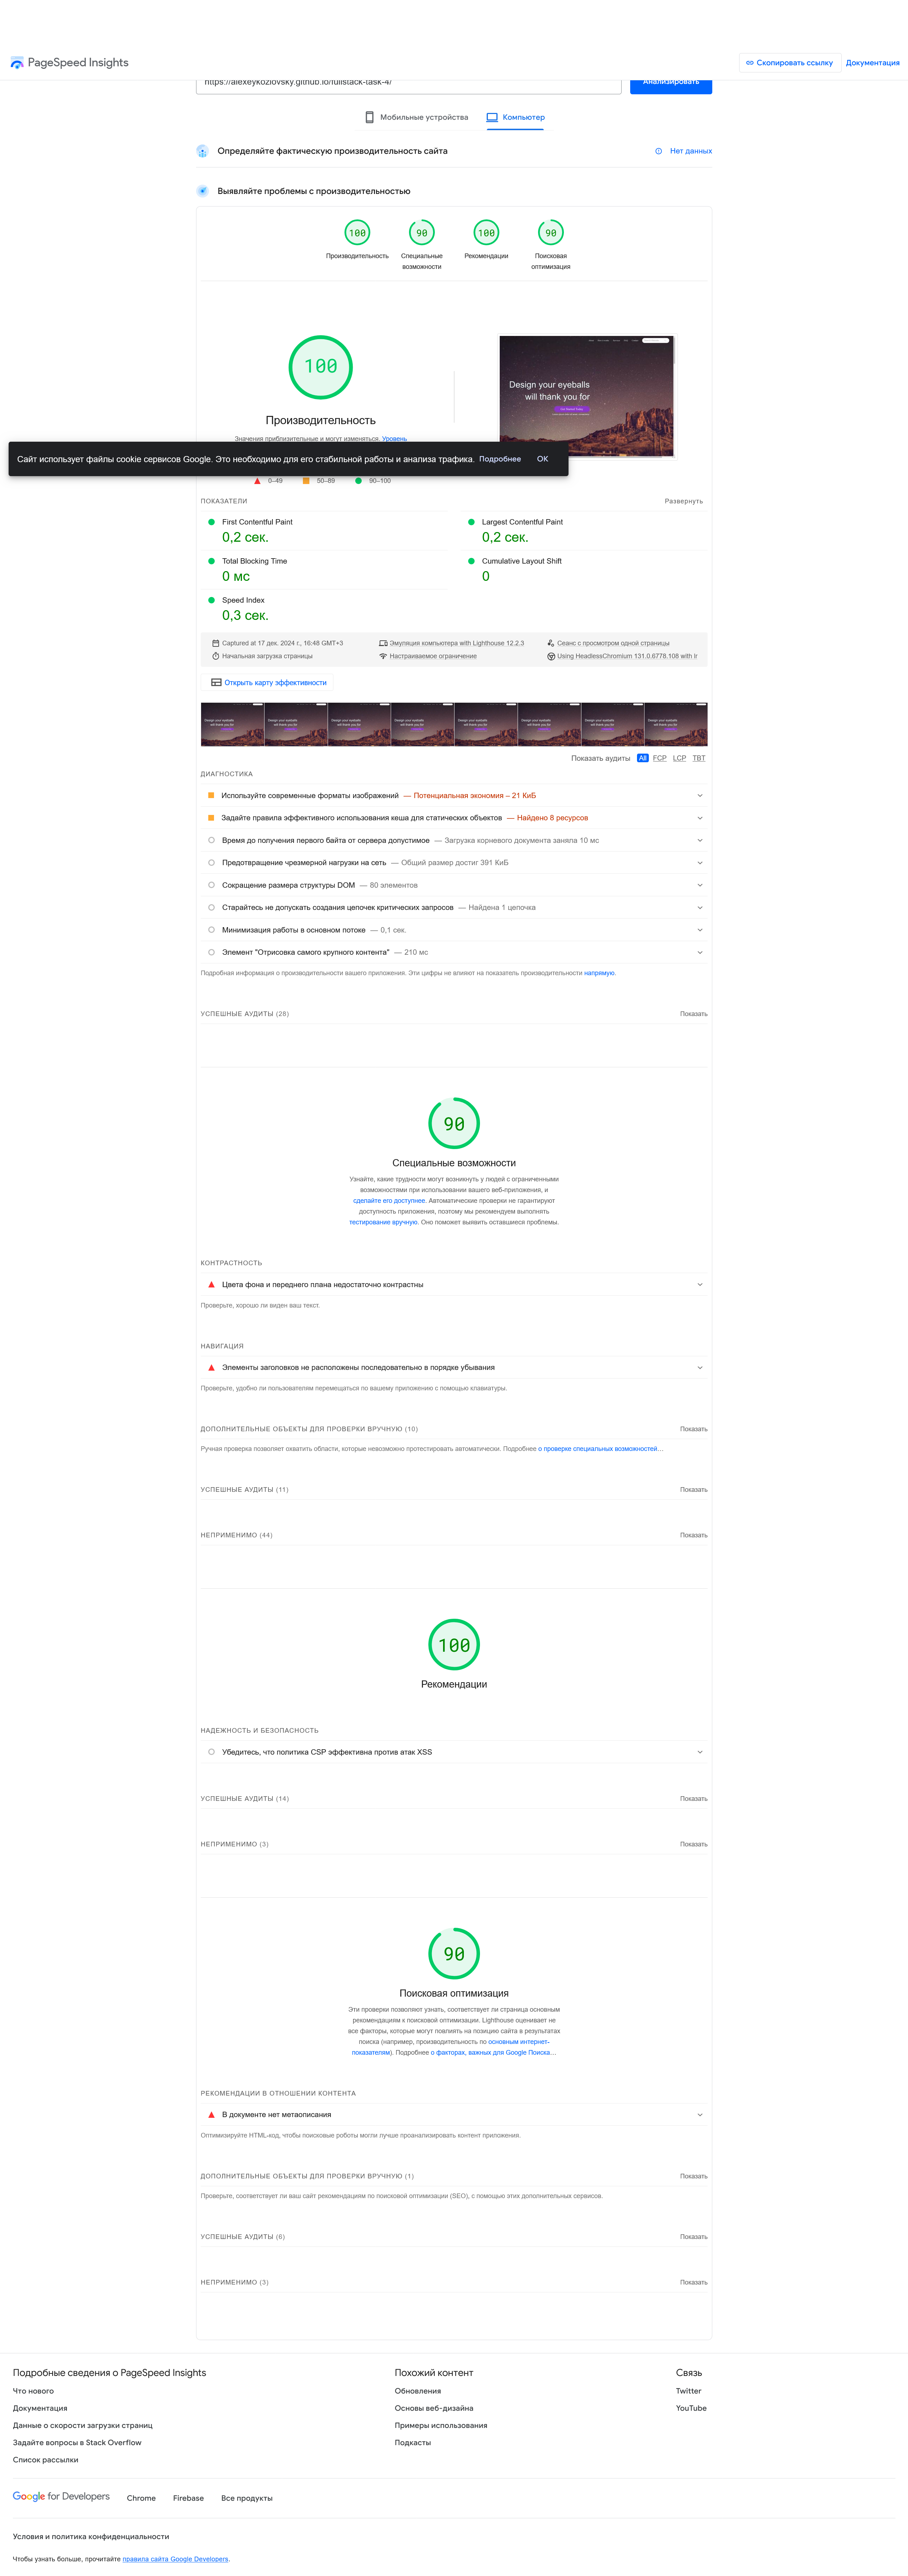 PageSpeed Insights
Скопировать ссылку
Документация
https://alexeykozlovsky.github.io/fullstack-task-4/
Анализировать
Мобильные устройства
Компьютер
Определяйте фактическую производительность сайта
Нет данных
Выявляйте проблемы с производительностью
100
90
100
90
Производительность
Специальные возможности
Рекомендации
Поисковая оптимизация
100
Производительность
Значения приблизительные и могут изменяться. Уровень
Design your eyeballs
will thank you for
Сайт использует файлы cookie сервисов Google. Это необходимо для его стабильной работы и анализа трафика.
Подробнее
ОК
0–49
50–89
90–100
ПОКАЗАТЕЛИ
Развернуть
First Contentful Paint
0,2 сек.
Largest Contentful Paint
0,2 сек.
Total Blocking Time
0 мс
Cumulative Layout Shift
0
Speed Index
0,3 сек.
Captured at 17 дек. 2024 г., 16:48 GMT+3
Эмуляция компьютера with Lighthouse 12.2.3
Сеанс с просмотром одной страницы
Начальная загрузка страницы
Настраиваемое ограничение
Using HeadlessChromium 131.0.6778.108 with lr
Открыть карту эффективности
Показать аудиты
All
FCP
LCP
TBT
ДИАГНОСТИКА
Используйте современные форматы изображений — Потенциальная экономия – 21 КиБ
Задайте правила эффективного использования кеша для статических объектов — Найдено 8 ресурсов
Время до получения первого байта от сервера допустимое — Загрузка корневого документа заняла 10 мс
Предотвращение чрезмерной нагрузки на сеть — Общий размер достиг 391 КиБ
Сокращение размера структуры DOM — 80 элементов
Старайтесь не допускать создания цепочек критических запросов — Найдена 1 цепочка
Минимизация работы в основном потоке — 0,1 сек.
Элемент "Отрисовка самого крупного контента" — 210 мс
Подробная информация о производительности вашего приложения. Эти цифры не влияют на показатель производительности напрямую.
УСПЕШНЫЕ АУДИТЫ (28)
Показать
90
Специальные возможности
Узнайте, какие трудности могут возникнуть у людей с ограниченными
возможностями при использовании вашего веб-приложения, и
сделайте его доступнее. Автоматические проверки не гарантируют
доступность приложения, поэтому мы рекомендуем выполнять
тестирование вручную. Оно поможет выявить оставшиеся проблемы.
КОНТРАСТНОСТЬ
Цвета фона и переднего плана недостаточно контрастны
Проверьте, хорошо ли виден ваш текст.
НАВИГАЦИЯ
Элементы заголовков не расположены последовательно в порядке убывания
Проверьте, удобно ли пользователям перемещаться по вашему приложению с помощью клавиатуры.
ДОПОЛНИТЕЛЬНЫЕ ОБЪЕКТЫ ДЛЯ ПРОВЕРКИ ВРУЧНУЮ (10)
Показать
Ручная проверка позволяет охватить области, которые невозможно протестировать автоматически. Подробнее о проверке специальных возможностей…
УСПЕШНЫЕ АУДИТЫ (11)
Показать
НЕПРИМЕНИМО (44)
Показать
100
Рекомендации
НАДЕЖНОСТЬ И БЕЗОПАСНОСТЬ
Убедитесь, что политика CSP эффективна против атак XSS
УСПЕШНЫЕ АУДИТЫ (14)
Показать
НЕПРИМЕНИМО (3)
Показать
90
Поисковая оптимизация
Эти проверки позволяют узнать, соответствует ли страница основным
рекомендациям к поисковой оптимизации. Lighthouse оценивает не
все факторы, которые могут повлиять на позицию сайта в результатах
поиска (например, производительность по основным интернет-
показателям). Подробнее о факторах, важных для Google Поиска…
РЕКОМЕНДАЦИИ В ОТНОШЕНИИ КОНТЕНТА
В документе нет метаописания
Оптимизируйте HTML-код, чтобы поисковые роботы могли лучше проанализировать контент приложения.
ДОПОЛНИТЕЛЬНЫЕ ОБЪЕКТЫ ДЛЯ ПРОВЕРКИ ВРУЧНУЮ (1)
Показать
Проверьте, соответствует ли ваш сайт рекомендациям по поисковой оптимизации (SEO), с помощью этих дополнительных сервисов.
УСПЕШНЫЕ АУДИТЫ (6)
Показать
НЕПРИМЕНИМО (3)
Показать
Подробные сведения о PageSpeed Insights
Что нового
Документация
Данные о скорости загрузки страниц
Задайте вопросы в Stack Overflow
Список рассылки
Похожий контент
Обновления
Основы веб-дизайна
Примеры использования
Подкасты
Связь
Twitter
YouTube
Google for Developers
Chrome
Firebase
Все продукты
Условия и политика конфиденциальности
Чтобы узнать больше, прочитайте правила сайта Google Developers.